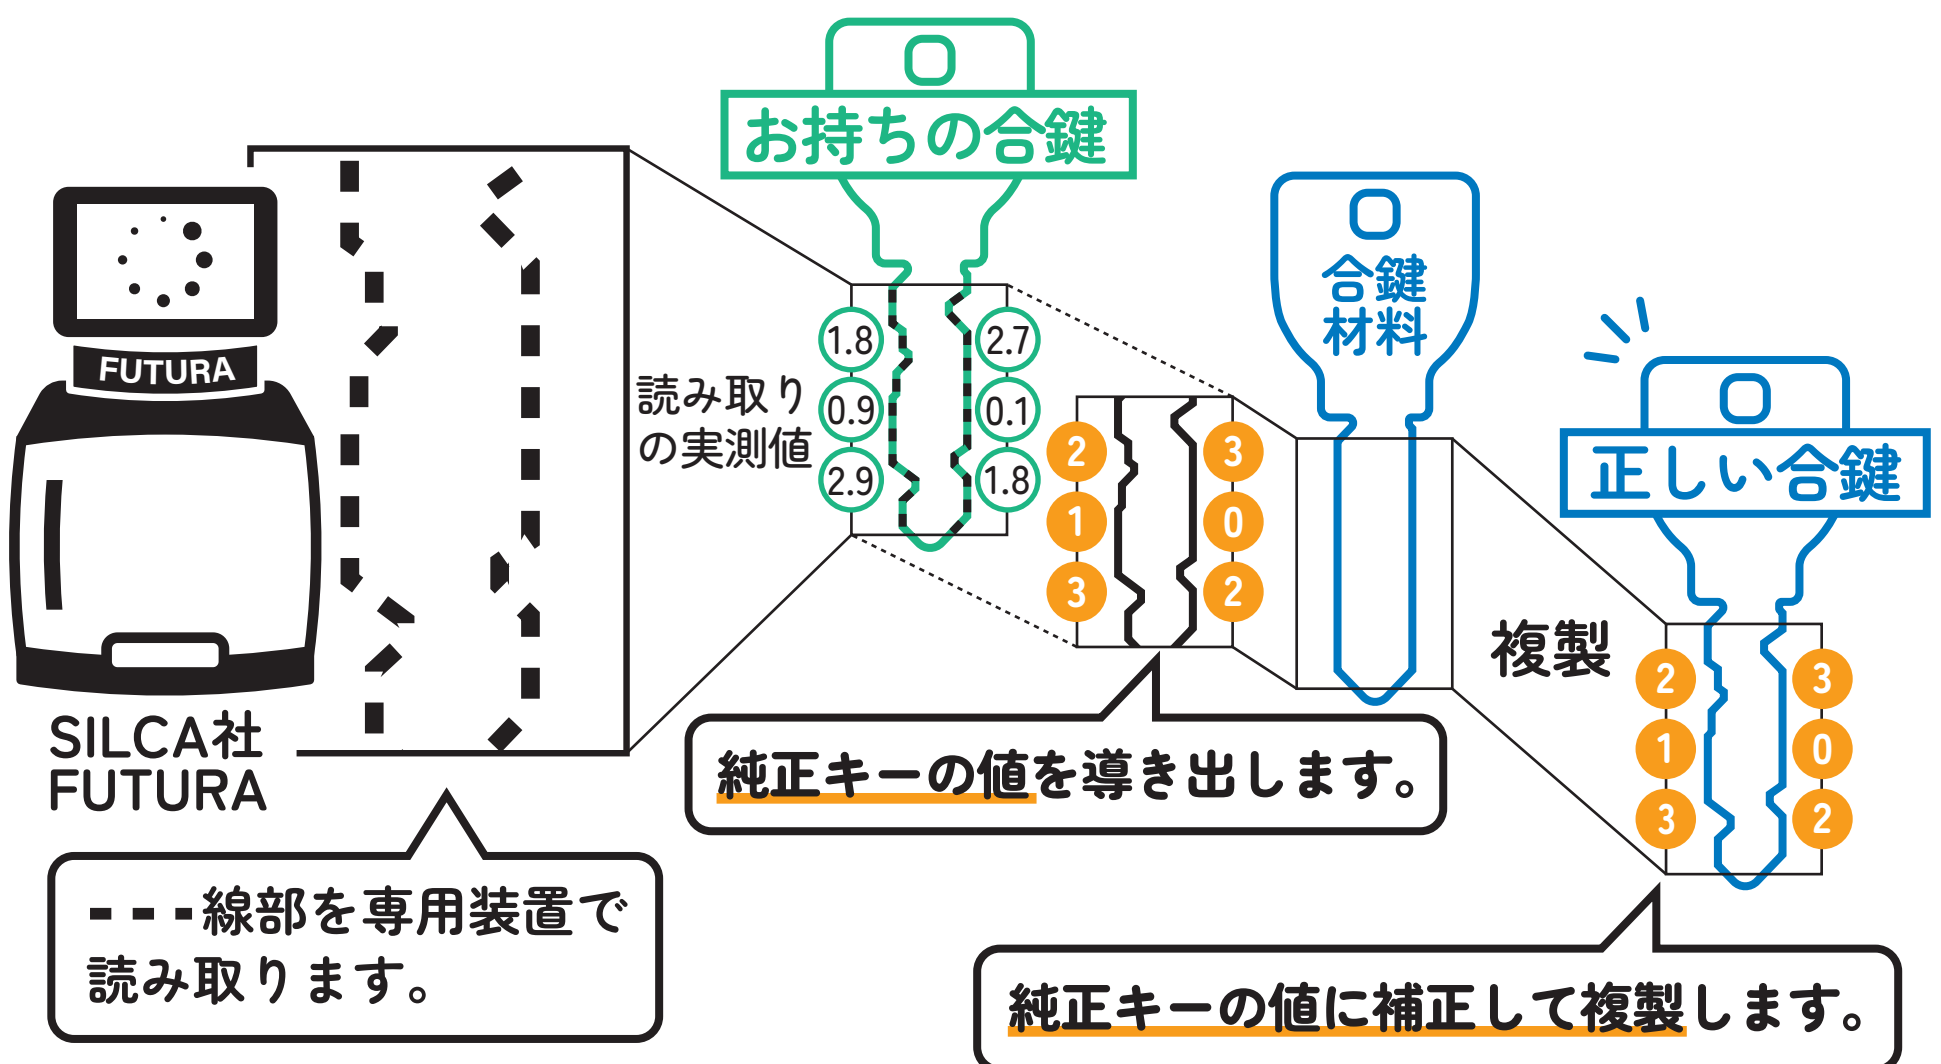 お持ちの合鍵
FUTURA
SILCA社
FUTURA
読み取り
の実測値
1.8
0.9
2.9
2.7
0.1
1.8
2
1
3
3
0
2
合鍵
材料
正しい合鍵
複製
2
1
3
3
0
2
純正キーの値を導き出します。
---線部を専用装置で
読み取ります。
純正キーの値に補正して複製します。